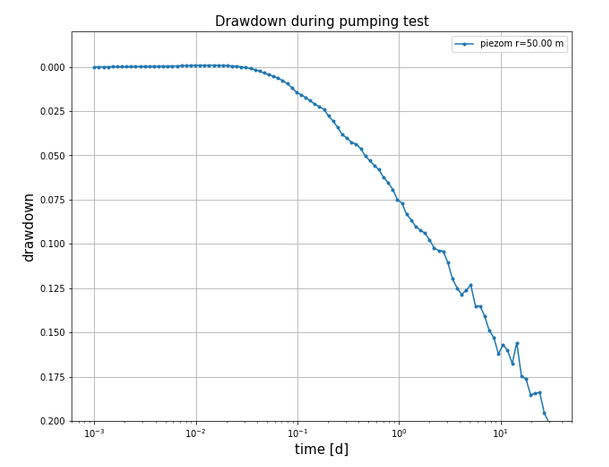 Drawdown during pumping test
piezom r=50.00 m
0.000
0.025
0.050
0.075
0.100
0.125
0.150
0.175
0.200
drawdown
10⁻³ 10⁻² 10⁻¹ 10⁰ 10¹
time [d]